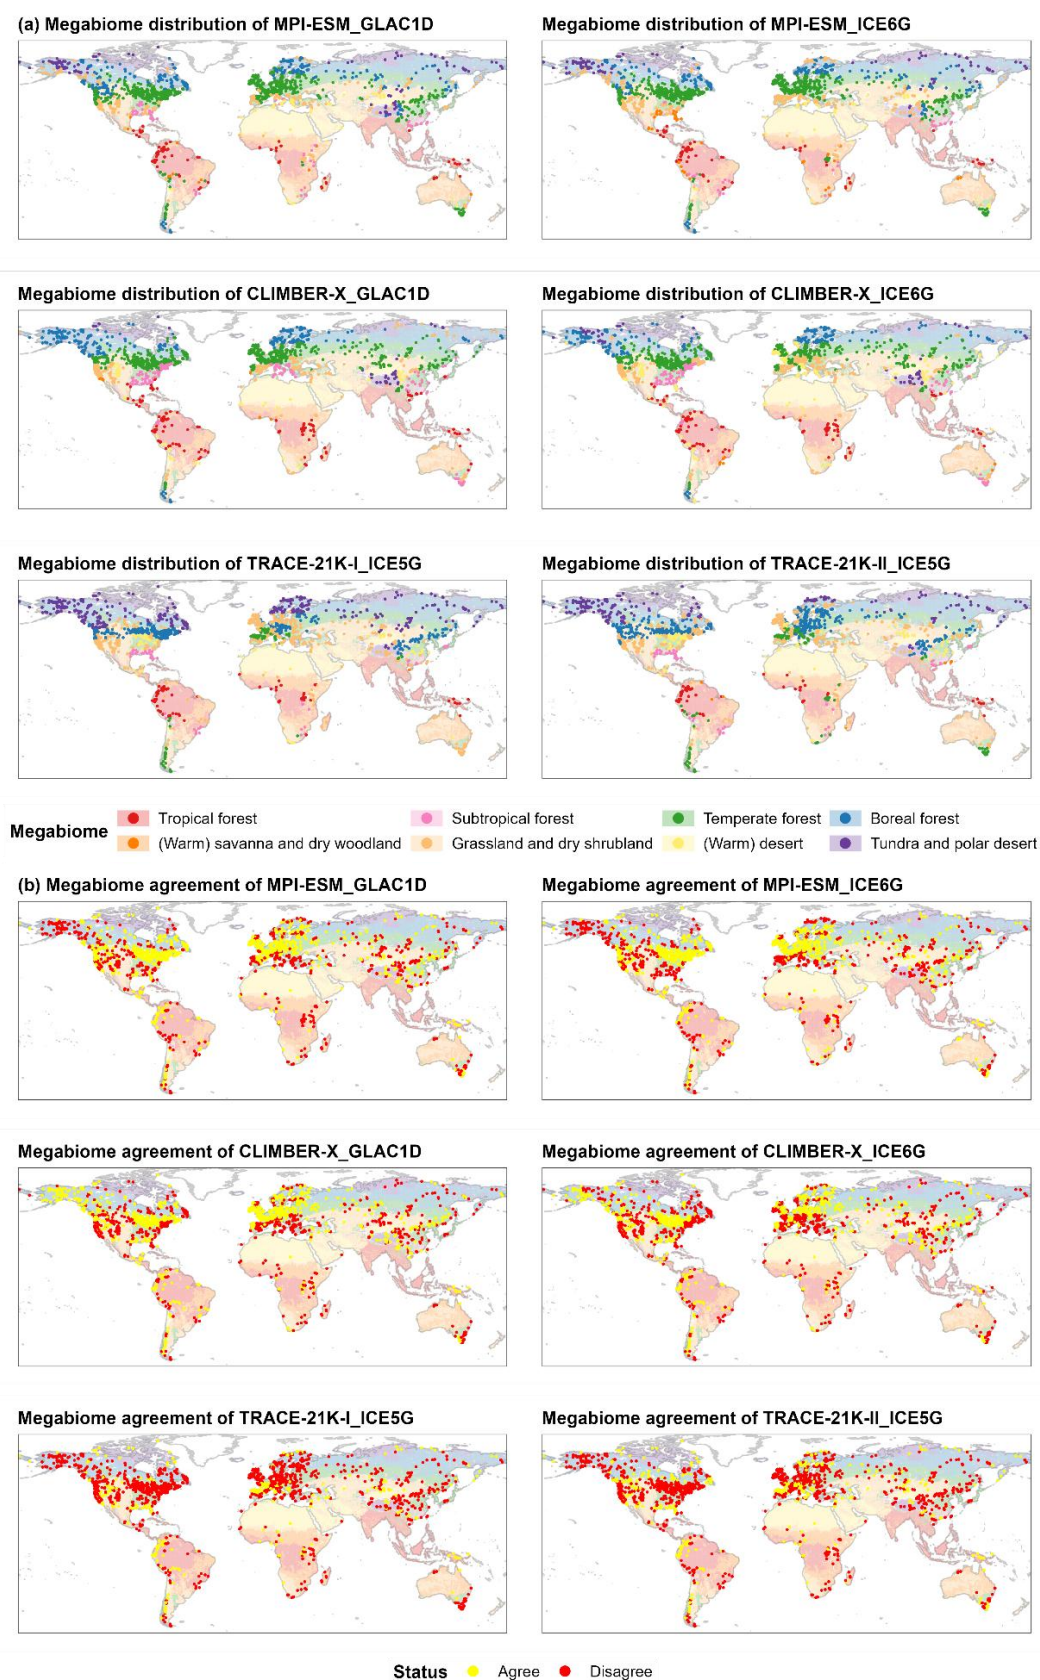 (a) Megabiome distribution of MPI-ESM_GLAC1D
Megabiome distribution of MPI-ESM_ICE6G
Megabiome distribution of CLIMBER-X_GLAC1D
Megabiome distribution of CLIMBER-X_ICE6G
Megabiome distribution of TRACE-21K-I_ICE5G
Megabiome distribution of TRACE-21K-II_ICE5G
Megabiome
Tropical forest
Subtropical forest
Temperate forest
Boreal forest
(Warm) savanna and dry woodland
Grassland and dry shrubland
(Warm) desert
Tundra and polar desert
(b) Megabiome agreement of MPI-ESM_GLAC1D
Megabiome agreement of MPI-ESM_ICE6G
Megabiome agreement of CLIMBER-X_GLAC1D
Megabiome agreement of CLIMBER-X_ICE6G
Megabiome agreement of TRACE-21K-I_ICE5G
Megabiome agreement of TRACE-21K-II_ICE5G
Status Agree Disagree